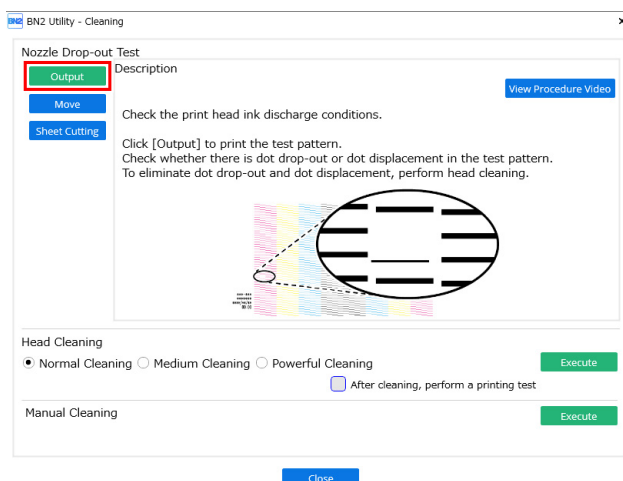 BN2 BN2 Utility - Cleaning x
Nozzle Drop-out Test
Output
Move
Sheet Cutting
Description
View Procedure Video
Check the print head ink discharge conditions.
Click [Output] to print the test pattern.
Check whether there is dot drop-out or dot displacement in the test pattern.
To eliminate dot drop-out and dot displacement, perform head cleaning.
Head Cleaning
Normal Cleaning Medium Cleaning Powerful Cleaning Execute
After cleaning, perform a printing test
Manual Cleaning Execute
Close